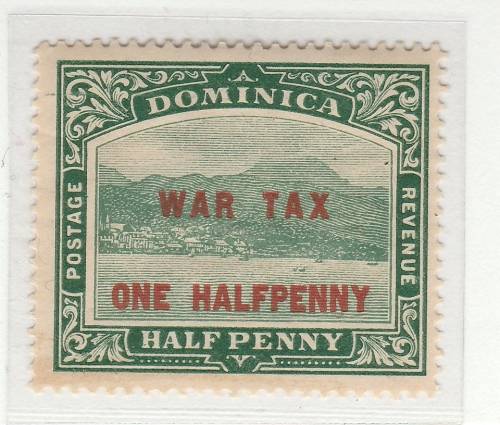 DOMINICA
POSTAGE
REVENUE
WAR TAX
ONE HALFPENNY
HALF PENNY